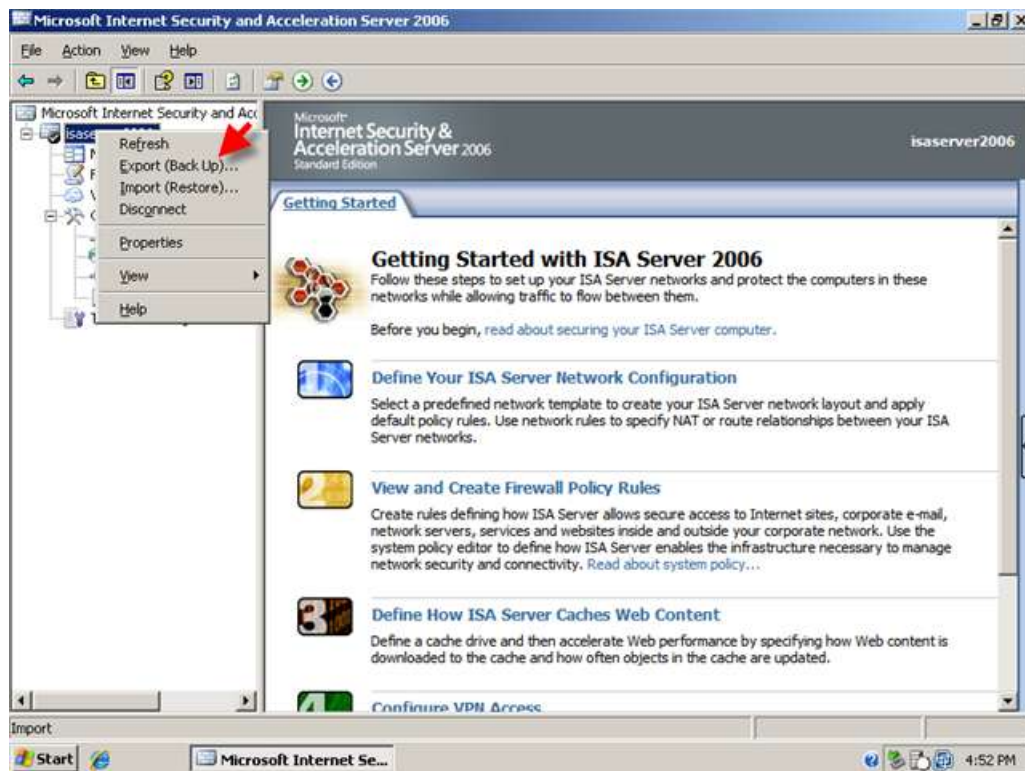 Microsoft Internet Security and Acceleration Server 2006
File Action View Help
Microsoft Internet Security and Acc
isase
Refresh
Export (Back Up)...
Import (Restore)...
Disconnect
Properties
View
Help
Microsoft
Internet Security &
Acceleration Server 2006
Standard Edition
isaserver2006
Getting Started
Getting Started with ISA Server 2006
Follow these steps to set up your ISA Server networks and protect the computers in these
networks while allowing traffic to flow between them.
Before you begin, read about securing your ISA Server computer.
Define Your ISA Server Network Configuration
Select a predefined network template to create your ISA Server network layout and apply
default policy rules. Use network rules to specify NAT or route relationships between your ISA
Server networks.
View and Create Firewall Policy Rules
Create rules defining how ISA Server allows secure access to Internet sites, corporate e-mail,
network servers, services and websites inside and outside your corporate network. Use the
system policy editor to define how ISA Server enables the infrastructure necessary to manage
network security and connectivity. Read about system policy...
3
Define How ISA Server Caches Web Content
Define a cache drive and then accelerate Web performance by specifying how Web content is
downloaded to the cache and how often objects in the cache are updated.
Configure VPN Access
Import
Start
Microsoft Internet Se...
4:52 PM